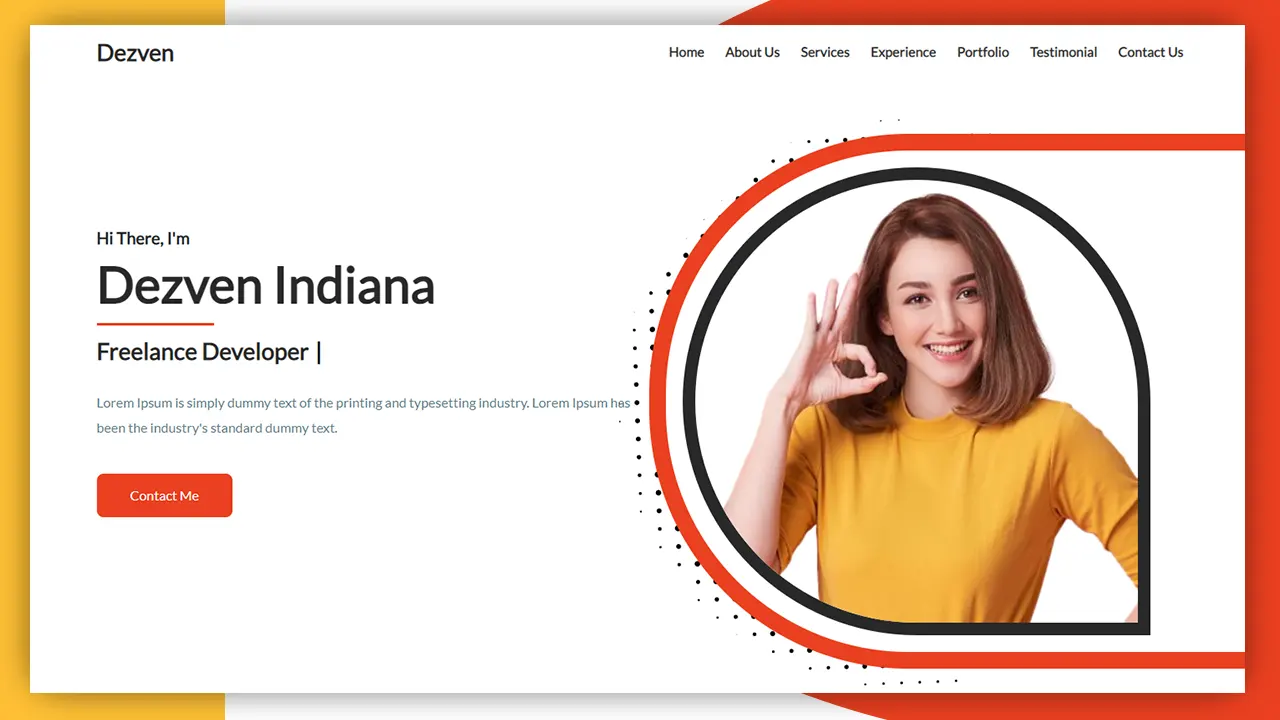 Dezven
Home About Us Services Experience Portfolio Testimonial Contact Us
Hi There, I'm
Dezven Indiana
Freelance Developer |
Lorem Ipsum is simply dummy text of the printing and typesetting industry. Lorem Ipsum has
been the industry's standard dummy text.
Contact Me